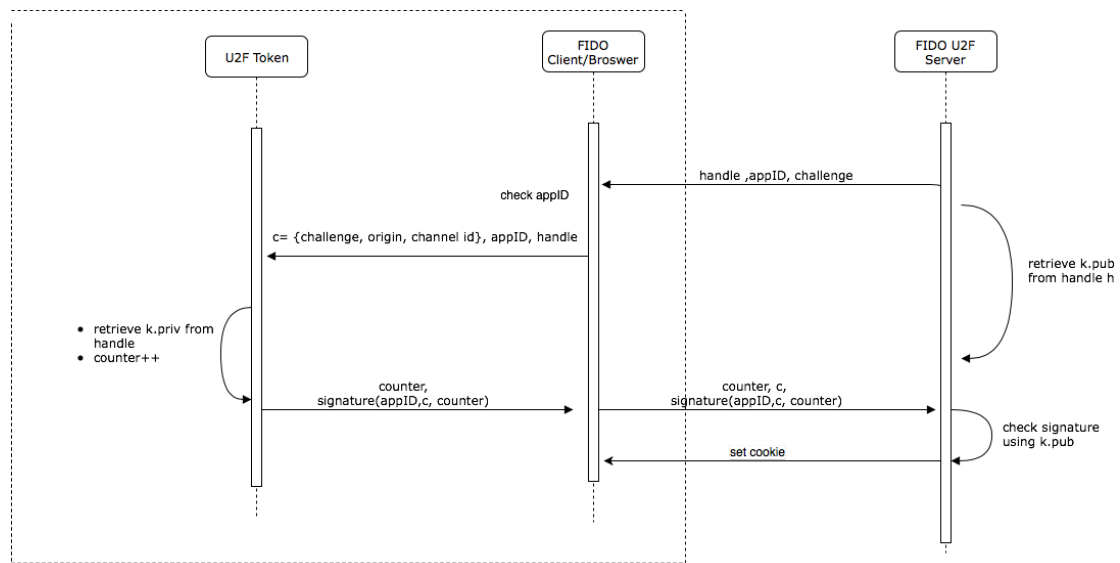 U2F Token
FIDO
Client/Broswer
FIDO U2F
Server
handle ,appID, challenge
check appID
c= {challenge, origin, channel id}, appID, handle
retrieve k.pub
from handle h
• retrieve k.priv from
handle
• counter++
counter,
signature(appID,c, counter)
counter, c,
signature(appID,c, counter)
check signature
using k.pub
set cookie